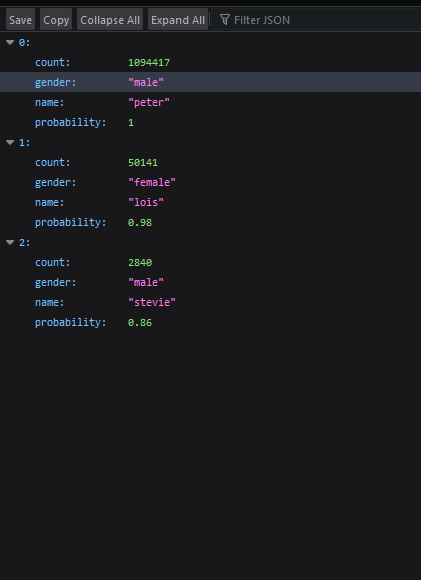 Save Copy Collapse All Expand All Filter JSON
0:
count: 1094417
gender: "male"
name: "peter"
probability: 1
1:
count: 50141
gender: "female"
name: "lois"
probability: 0.98
2:
count: 2840
gender: "male"
name: "stevie"
probability: 0.86